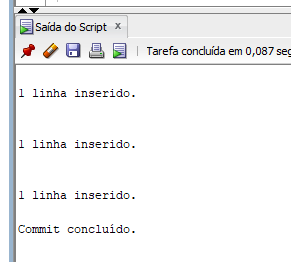 Saída do Script
Tarefa concluída em 0,087 seg
1 linha inserido.
1 linha inserido.
1 linha inserido.
Commit concluído.